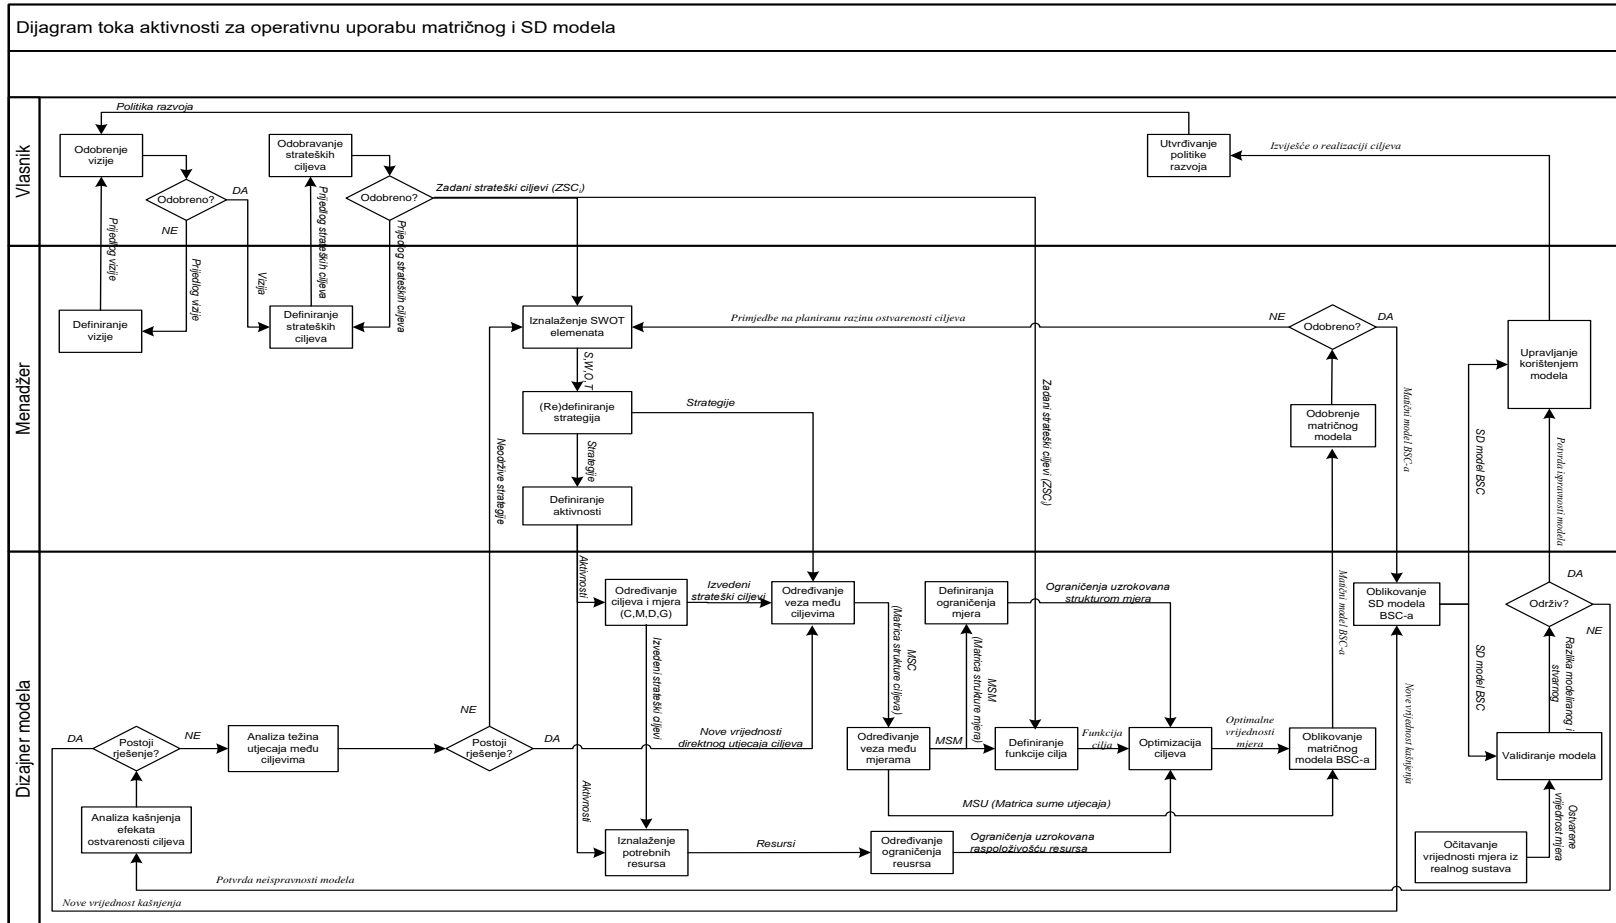 Dijagram toka aktivnosti za operativnu uporabu matričnog i SD modela
Vlasnik
Politika razvoja
Odobrenje
vizije
Odobreno?
DA
NE
Odobravanje
strateških
ciljeva
Odobreno?
Zadani strateški ciljevi (ZSCᵢ)
Utvrđivanje
politike
razvoja
Izviješće o realizaciji ciljeva
Prijedlog vizije
Prijedlog vizije
Vizija
Prijedlog strateških ciljeva
Prijedlog strateških ciljeva
Menadžer
Definiranje
vizije
Definiranje
strateških
ciljeva
Iznalaženje SWOT
elemenata
Primjedbe na planiranu razinu ostvarenosti ciljeva
NE
Odobreno?
DA
Upravljanje
korištenjem
modela
S,W,O,T
(Re)definiranje
strategija
Strategije
Strategije
Zadani strateški ciljevi (ZSCᵢ)
Odobrenje
matričnog
modela
Matični model BSC-a
SD model BSC
Potvrda ispravnosti modela
Neodržive strategije
Definiranje
aktivnosti
Dizajner modela
Aktivnosti
Određivanje
ciljeva i mjera
(C,M,D,G)
Izvedeni
strateški ciljevi
Određivanje
veza među
ciljevima
Definiranja
ograničenja
mjera
Ograničenja uzrokovana
strukturom mjera
Matični model BSC-a
Oblikovanje
SD modela
BSC-a
DA
Održiv?
NE
Izvedeni strateški ciljevi
MSC
(Matrica strukture ciljeva)
MSM
(Matrica strukture mjera)
SD model BSC
Razlika modeliranog i
stvarnog
Nove vrijednost kašnjenja
DA
Postoji
rješenje?
NE
Analiza težina
utjecaja među
ciljevima
NE
Postoji
rješenje?
DA
Nove vrijednosti
direktnog utjecaja ciljeva
Određivanje
veza među
mjerama
MSM
Definiranje
funkcije cilja
Funkcija
cilja
Optimizacija
ciljeva
Optimalne
vrijednosti
mjera
Oblikovanje
matričnog
modela BSC-a
Validiranje modela
Analiza kašnjenja
efekata
ostvarenosti ciljeva
Aktivnosti
MSU (Matrica sume utjecaja)
Iznalaženje
potrebnih
resursa
Resursi
Određivanje
ograničenja
reusrsa
Ograničenja uzrokovana
raspoloživošću resursa
Očitavanje
vrijednosti mjera iz
realnog sustava
Ostvarene
vrijednost mjera
Potvrda neispravnosti modela
Nove vrijednost kašnjenja